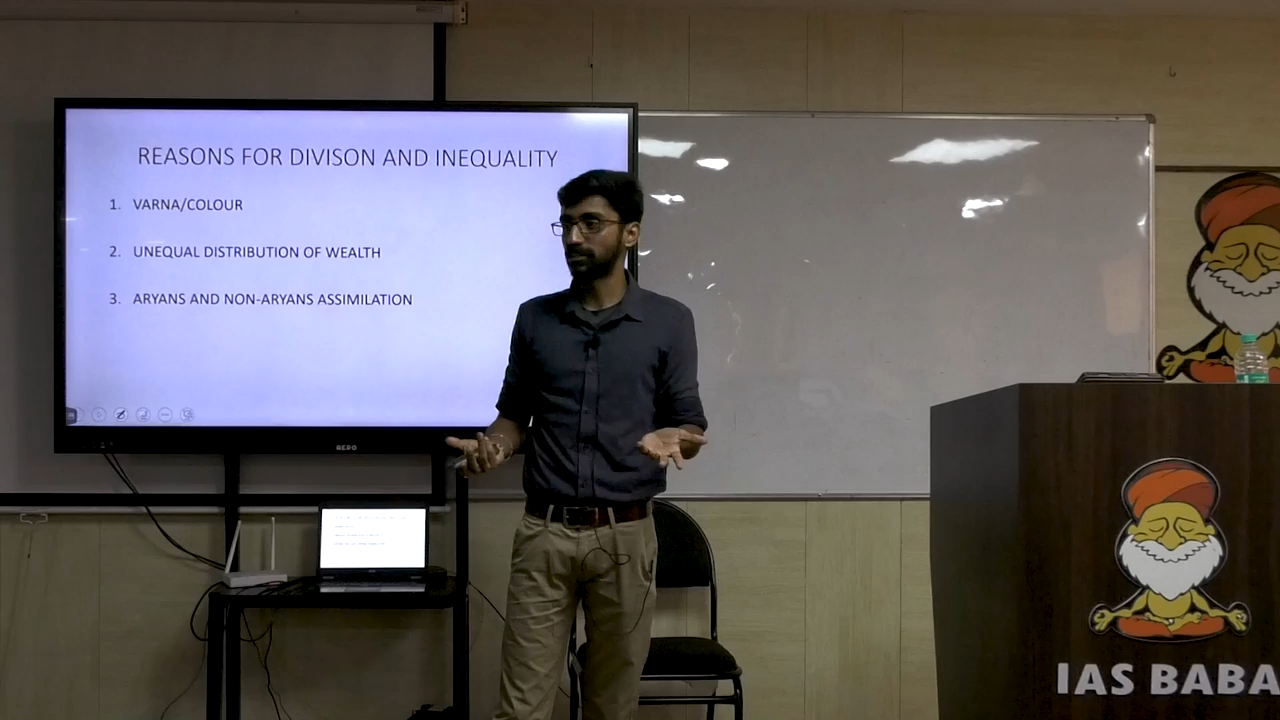 REASONS FOR DIVISON AND INEQUALITY
1. VARNA/COLOUR
2. UNEQUAL DISTRIBUTION OF WEALTH
3. ARYANS AND NON-ARYANS ASSIMILATION
IAS BABA